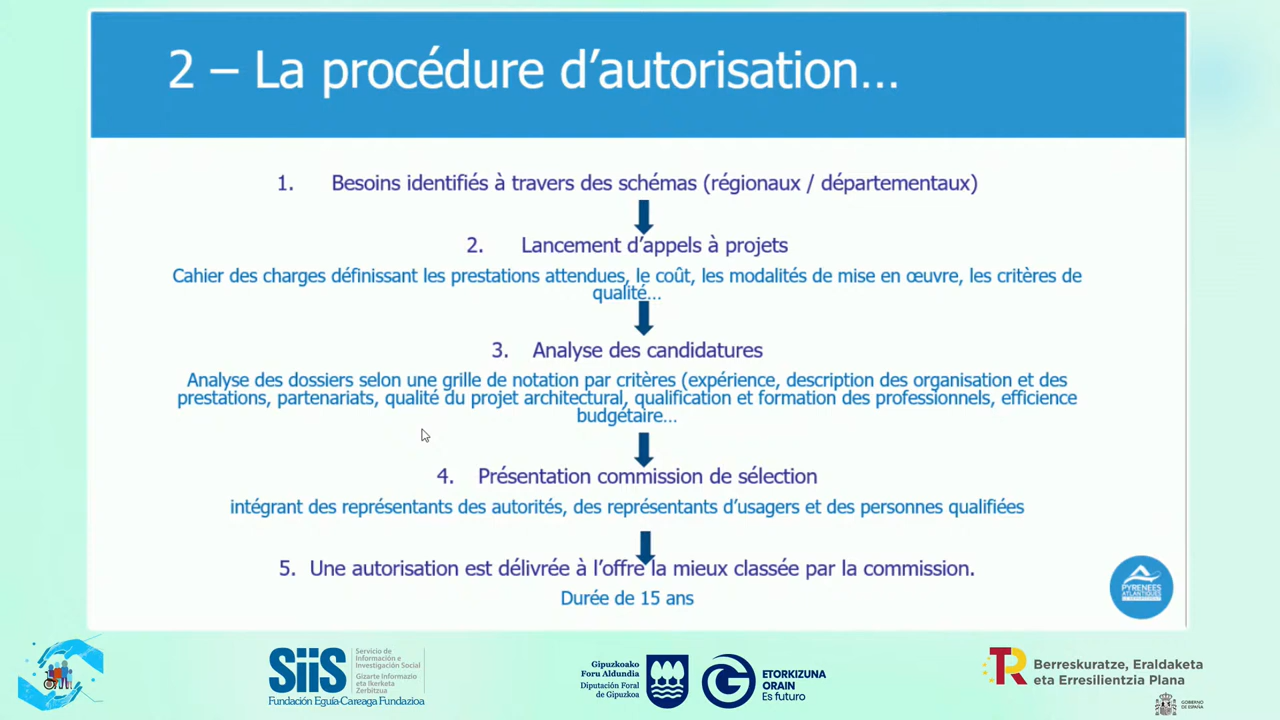 2 – La procédure d’autorisation…
1. Besoins identifiés à travers des schémas (régionaux / départementaux)
2. Lancement d’appels à projets
Cahier des charges définissant les prestations attendues, le coût, les modalités de mise en œuvre, les critères de
qualité…
3. Analyse des candidatures
Analyse des dossiers selon une grille de notation par critères (expérience, description des organisation et des
prestations, partenariats, qualité du projet architectural, qualification et formation des professionnels, efficience
budgétaire…
4. Présentation commission de sélection
intégrant des représentants des autorités, des représentants d’usagers et des personnes qualifiées
5. Une autorisation est délivrée à l’offre la mieux classée par la commission.
Durée de 15 ans
PYRÉNÉES
ATLANTIQUES
SiiS
Servicio de
Información e
Investigación Social
Gizarte Informazio
eta Ikerketa
Zerbitzua
Fundación Eguía-Careaga Fundazioa
Gipuzkoako
Foru Aldundia
Diputación Foral
de Gipuzkoa
ETORKIZUNA
ORAIN
Es futuro
TR
Berreskuratze, Eraldaketa
eta Erresilientzia Plana
GOBIERNO
DE ESPAÑA